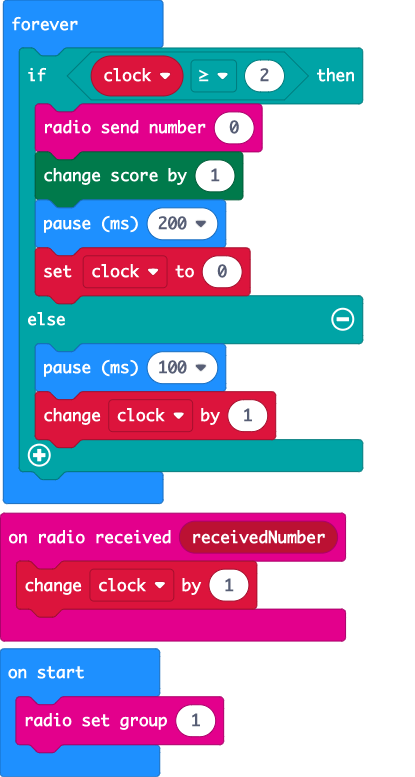 forever
if clock ≥ 2 then
radio send number 0
change score by 1
pause (ms) 200
set clock to 0
else
pause (ms) 100
change clock by 1
on radio received receivedNumber
change clock by 1
on start
radio set group 1